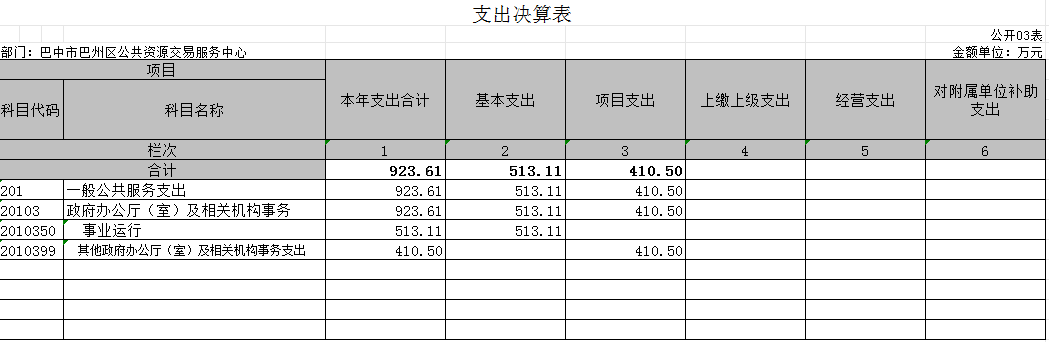 支出决算表
公开03表
部门：巴中市巴州区公共资源交易服务中心 金额单位：万元
项目
科目代码 科目名称 本年支出合计 基本支出 项目支出 上缴上级支出 经营支出 对附属单位补助支出
栏次 1 2 3 4 5 6
合计 923.61 513.11 410.50
201 一般公共服务支出 923.61 513.11 410.50
20103 政府办公厅（室）及相关机构事务 923.61 513.11 410.50
2010350 事业运行 513.11 513.11
2010399 其他政府办公厅（室）及相关机构事务支出 410.50 410.50